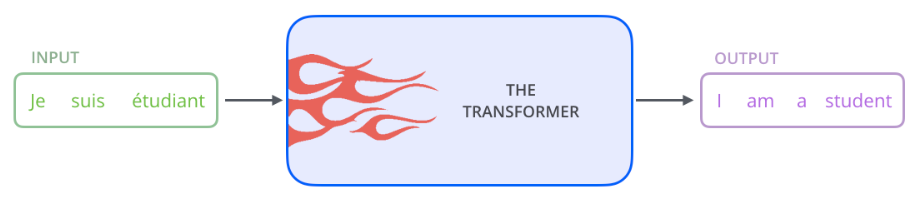 INPUT
Je suis étudiant
THE
TRANSFORMER
OUTPUT
I am a student